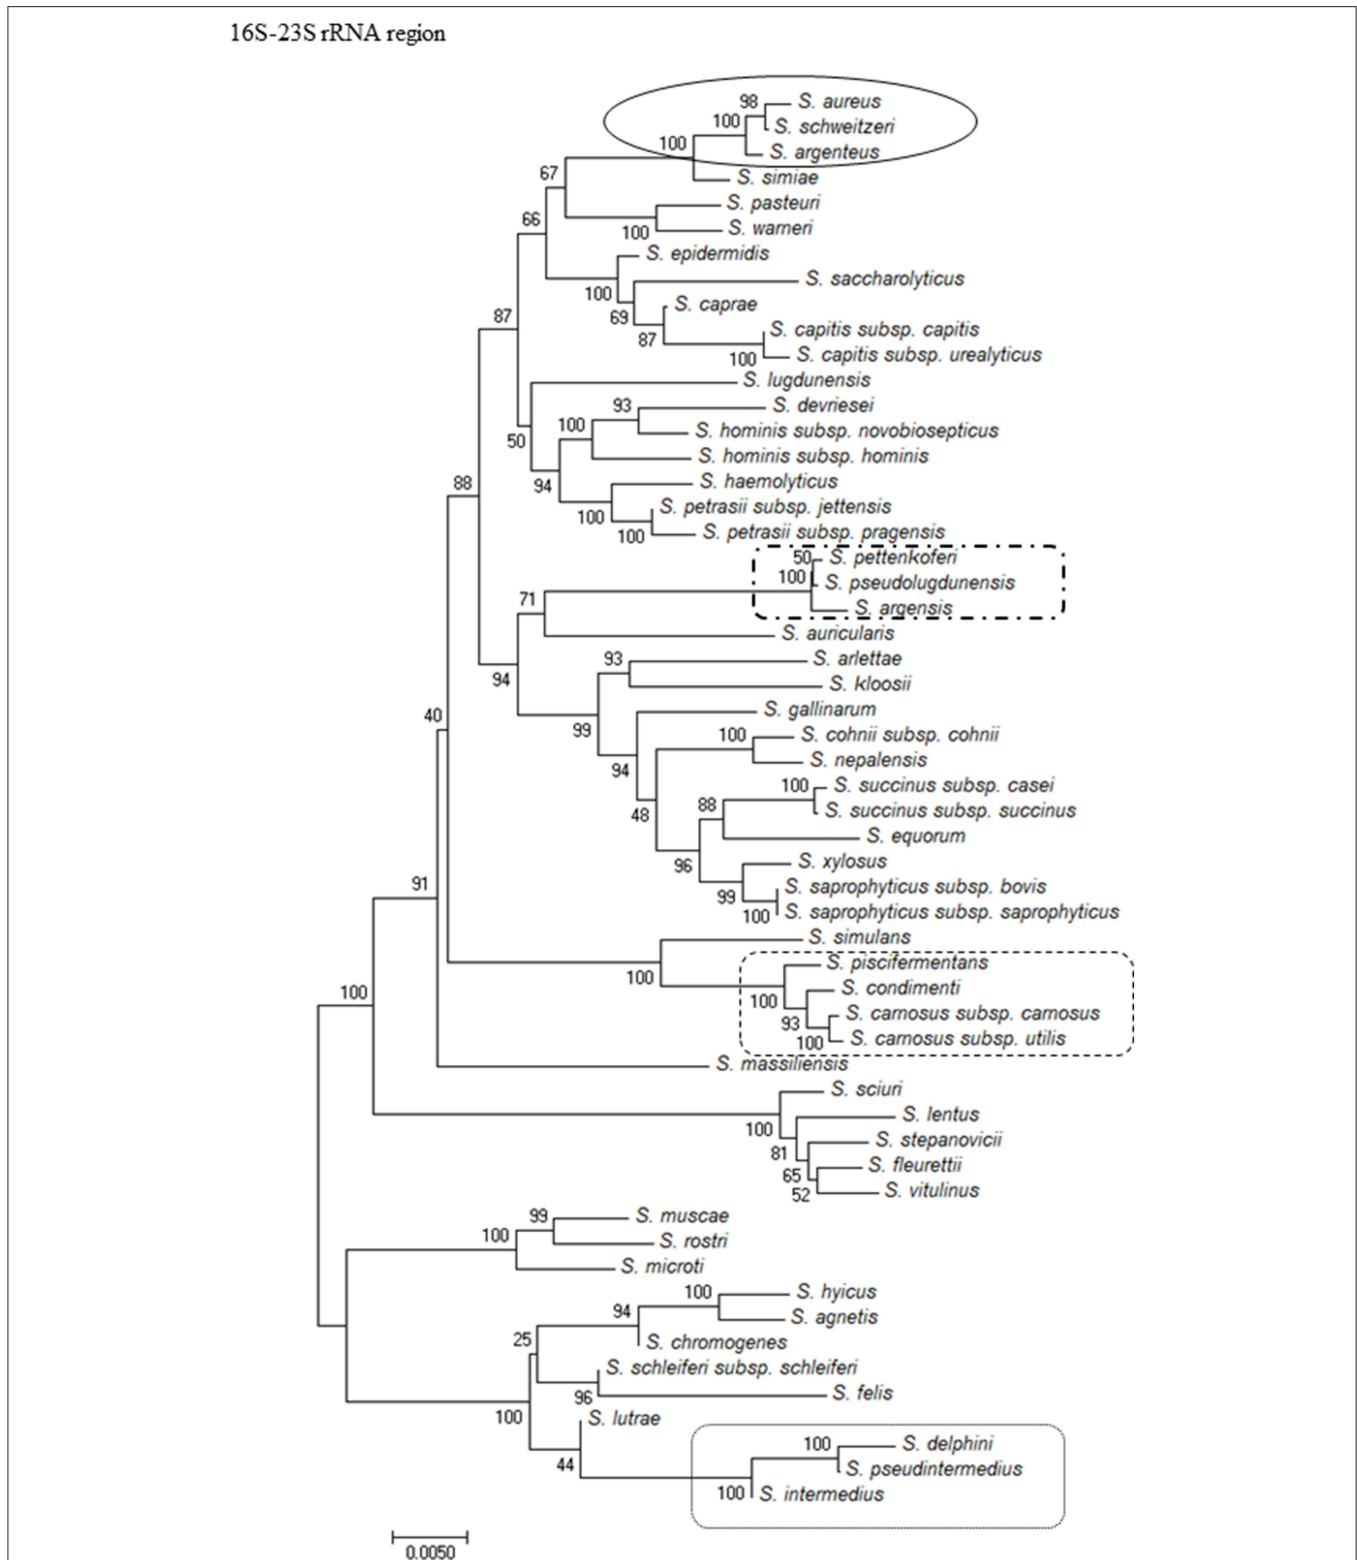 16S-23S rRNA region
98 S. aureus
100 S. schweitzeri
100 S. argenteus
S. simiae
67
S. pasteuri
66
100 S. warneri
S. epidermidis
100
S. saccharolyticus
69 S. caprae
87
87 S. capitis subsp. capitis
100 S. capitis subsp. urealyticus
S. lugdunensis
93 S. devriesei
50
100 S. hominis subsp. novobiosepticus
S. hominis subsp. hominis
88
94 S. haemolyticus
100 S. petrasii subsp. jettensis
100 S. petrasii subsp. pragensis
50 S. pettenkoferi
100 S. pseudolugdunensis
71 S. argensis
S. auricularis
94
93 S. arlettae
S. kloosii
40
99 S. gallinarum
100 S. cohnii subsp. cohnii
94 S. nepalensis
100 S. succinus subsp. casei
48
88 S. succinus subsp. succinus
S. equorum
96 S. xylosus
91
99 S. saprophyticus subsp. bovis
100 S. saprophyticus subsp. saprophyticus
S. simulans
100
S. piscifermentans
100
100 S. condimenti
93 S. carnosus subsp. carnosus
100 S. carnosus subsp. utilis
S. massiliensis
S. sciuri
100 S. lentus
81 S. stepanovicii
65 S. fleurettii
52 S. vitulinus
99 S. muscae
100 S. rostri
S. microti
100 S. hyicus
94 S. agnetis
25 S. chromogenes
S. schleiferi subsp. schleiferi
96 S. felis
100
S. lutrae
44
100 S. delphini
S. pseudintermedius
100 S. intermedius
0.0050